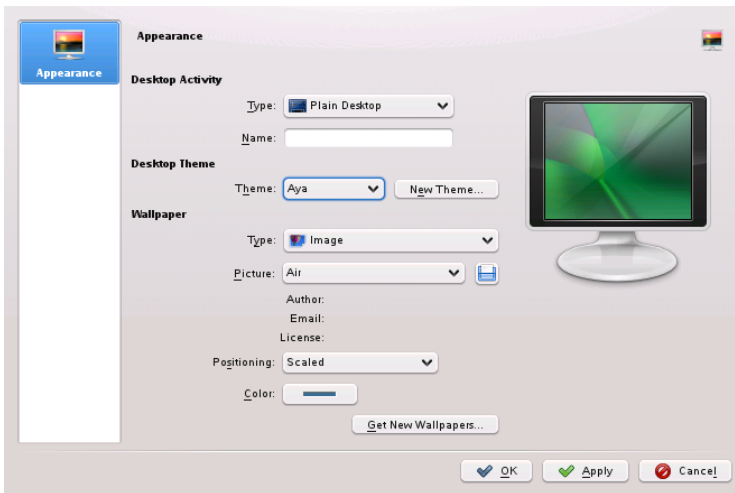 Appearance
Appearance
Desktop Activity
Type: Plain Desktop
Name:
Desktop Theme
Theme: Aya New Theme...
Wallpaper
Type: Image
Picture: Air
Author:
Email:
License:
Positioning: Scaled
Color:
Get New Wallpapers...
OK Apply Cancel